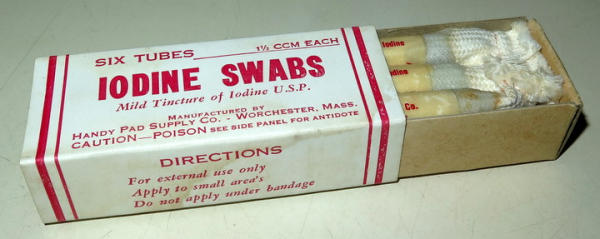 SIX TUBES 1½ CCM EACH
IODINE SWABS
Mild Tincture of Iodine U.S.P.
MANUFACTURED BY
HANDY PAD SUPPLY CO. - WORCHESTER, MASS.
CAUTION—POISON SEE SIDE PANEL FOR ANTIDOTE
DIRECTIONS
For external use only
Apply to small area's
Do not apply under bandage
Iodine
Iodine
Co.